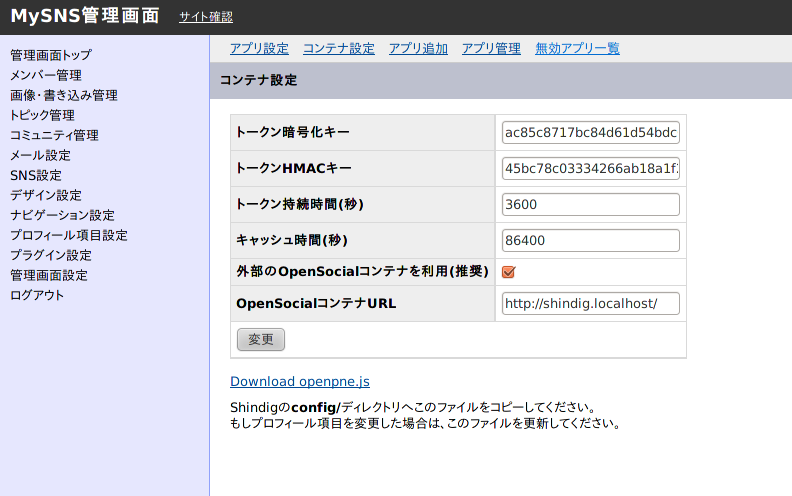 MySNS管理画面 サイト確認
管理画面トップ
メンバー管理
画像・書き込み管理
トピック管理
コミュニティ管理
メール設定
SNS設定
デザイン設定
ナビゲーション設定
プロフィール項目設定
プラグイン設定
管理画面設定
ログアウト
アプリ設定 コンテナ設定 アプリ追加 アプリ管理 無効アプリ一覧
コンテナ設定
トークン暗号化キー ac85c8717bc84d61d54bdc
トークンHMACキー 45bc78c03334266ab18a1f
トークン持続時間(秒) 3600
キャッシュ時間(秒) 86400
外部のOpenSocialコンテナを利用(推奨)
OpenSocialコンテナURL http://shindig.localhost/
変更
Download openpne.js
Shindigのconfig/ディレクトリへこのファイルをコピーしてください。
もしプロフィール項目を変更した場合は、このファイルを更新してください。